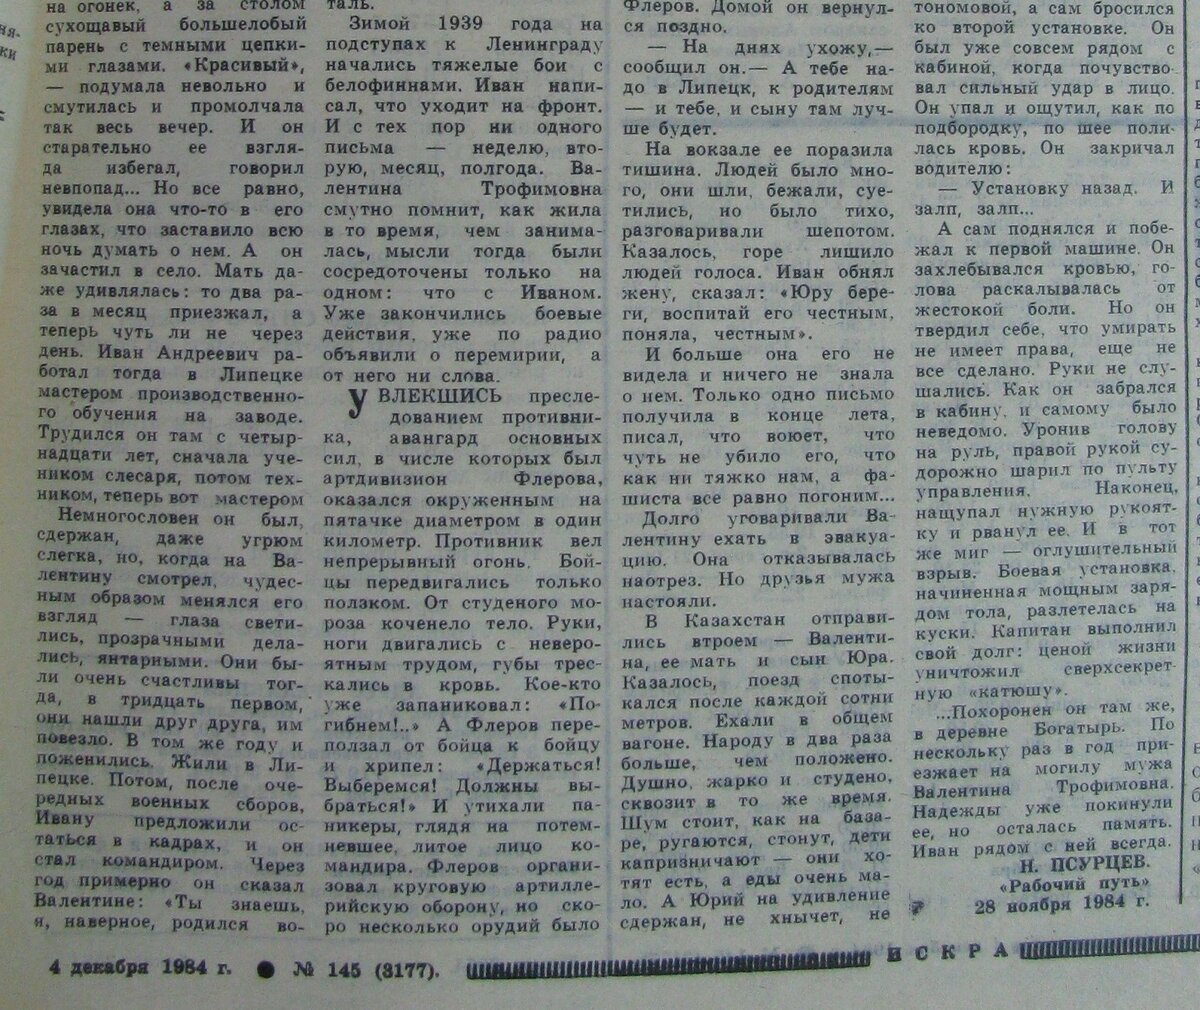 на огонек, а за столом
сухощавый большелобый
парень с темными цепки-
ми глазами. «Красивый»,
— подумала невольно и
смутилась и промолчала
так весь вечер. И он
старательно ее взгля-
да избегал, говорил
невпопад... Но все равно,
увидела она что-то в его
глазах, что заставило всю
ночь думать о нем. А он
зачастил в село. Мать да-
же удивлялась: то два ра-
за в месяц приезжал, а
теперь чуть ли не через
день. Иван Андреевич ра-
ботал тогда в Липецке
мастером производственно-
го обучения на заводе.
Трудился он там с четыр-
надцати лет, сначала уче-
ником слесаря, потом тех-
ником, теперь вот мастером
Немногословен он был,
сдержан, даже угрюм
слегка, но, когда на Ва-
лентину смотрел, чудес-
ным образом менялся его
взгляд — глаза свети-
лись, прозрачными дела-
лись, янтарными. Они бы-
ли очень счастливы тог-
да, в тридцать первом,
они нашли друг друга, им
повезло. В том же году и
поженились. Жили в Ли-
пецке. Потом, после оче-
редных военных сборов,
Ивану предложили ос-
таться в кадрах, и он
стал командиром. Через
год примерно он сказал
Валентине: «Ты знаешь,
я, наверное, родился во-
таль.
Зимой 1939 года на
подступах к Ленинграду
начались тяжелые бои с
белофиннами. Иван напи-
сал, что уходит на фронт.
И с тех пор ни одного
письма — неделю, вто-
рую, месяц, полгода. Ва-
лентина Трофимовна
смутно помнит, как жила
в то время, чем занима-
лась, мысли тогда были
сосредоточены только на
одном: что с Иваном.
Уже закончились боевые
действия, уже по радио
объявили о перемирии, а
от него ни слова.
УВЛЕКШИСЬ пресле-
дованием противни-
ка, авангард основных
сил, в числе которых был
артдивизион Флерова,
оказался окруженным на
пятачке диаметром в один
километр. Противник вел
непрерывный огонь. Бой-
цы передвигались только
ползком. От студеного мо-
роза коченело тело. Руки,
ноги двигались с неверо-
ятным трудом, губы трес-
кались в кровь. Кое-кто
уже запаниковал: «По-
гибнем!..» А Флеров пере-
ползал от бойца к бойцу
и хрипел: «Держаться!
Выберемся! Должны вы-
браться!» И утихали па-
никеры, глядя на потем-
невшее, литое лицо ко-
мандира. Флеров органи-
зовал круговую артилле-
рийскую оборону, но ско-
ро несколько орудий было
Флеров. Домой он вернул-
ся поздно.
— На днях ухожу,—
сообщил он.— А тебе на-
до в Липецк, к родителям
— и тебе, и сыну там луч-
ше будет.
На вокзале ее поразила
тишина. Людей было мно-
го, они шли, бежали, суе-
тились, но было тихо,
разговаривали шепотом.
Казалось, горе лишило
людей голоса. Иван обнял
жену, сказал: «Юру бере-
ги, воспитай его честным,
поняла, честным».
И больше она его не
видела и ничего не знала
о нем. Только одно письмо
получила в конце лета,
писал, что воюет, что
чуть не убило его, что
как ни тяжко нам, а фа-
шиста все равно погоним...
Долго уговаривали Ва-
лентину ехать в эвакуа-
цию. Она отказывалась
наотрез. Но друзья мужа
настояли.
В Казахстан отправи-
лись втроем — Валенти-
на, ее мать и сын Юра.
Казалось, поезд споты-
кался после каждой сотни
метров. Ехали в общем
вагоне. Народу в два раза
больше, чем положено.
Душно, жарко и студено,
сквозит в то же время.
Шум стоит, как на база-
ре, ругаются, стонут, дети
капризничают — они хо-
тят есть, а еды очень ма-
ло. А Юрий на удивление
сдержан, не хнычет, не
тономовой, а сам бросился
ко второй установке. Он
был уже совсем рядом с
кабиной, когда почувство-
вал сильный удар в лицо.
Он упал и ощутил, как по
подбородку, по шее поли-
лась кровь. Он закричал
водителю:
— Установку назад. И
залп, залп...
А сам поднялся и побе-
жал к первой машине. Он
захлебывался кровью, го-
лова раскалывалась от
жестокой боли. Но он
твердил себе, что умирать
не имеет права, еще не
все сделано. Руки не слу-
шались. Как он забрался
в кабину, и самому было
неведомо. Уронив голову
на руль, правой рукой су-
дорожно шарил по пульту
управления. Наконец,
нащупал нужную рукоят-
ку и рванул ее. И в тот
же миг — оглушительный
взрыв. Боевая установка,
начиненная мощным заря-
дом тола, разлетелась на
куски. Капитан выполнил
свой долг: ценой жизни
уничтожил сверхсекрет-
ную «катюшу».
...Похоронен он там же,
в деревне Богатырь. По
нескольку раз в год при-
езжает на могилу мужа
Валентина Трофимовна.
Надежды уже покинули
ее, но осталась память.
Иван рядом с ней всегда.
Н. ПСУРЦЕВ.
«Рабочий путь»
28 ноября 1984 г.
4 декабря 1984 г. ● № 145 (3177).
ИСКРА